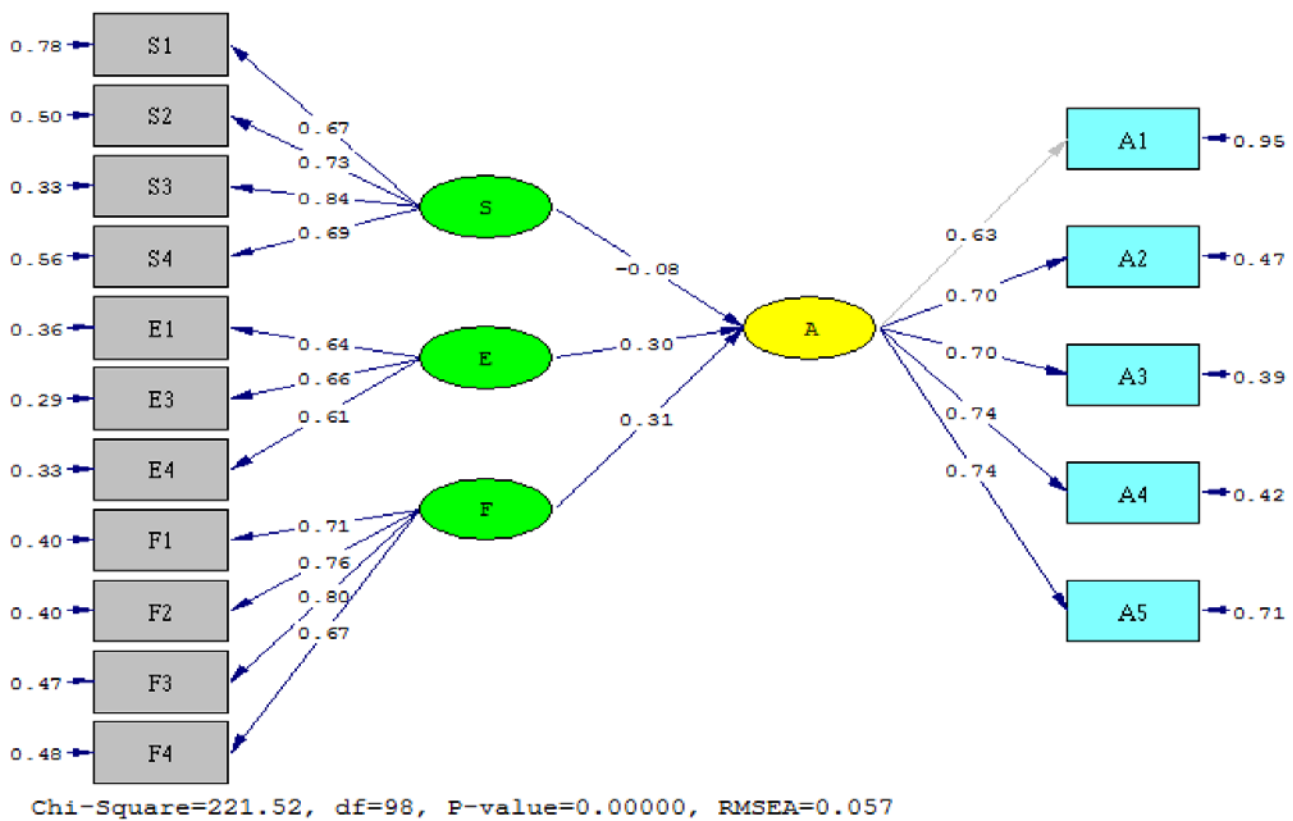 0.78 S1
0.50 S2
0.33 S3
0.56 S4
0.36 E1
0.29 E3
0.33 E4
0.40 F1
0.40 F2
0.47 F3
0.48 F4
0.67
0.73
0.84
0.69
0.64
0.66
0.61
0.71
0.76
0.80
0.67
S
E
F
-0.08
0.30
0.31
A
0.63
0.70
0.70
0.74
0.74
A1 0.95
A2 0.47
A3 0.39
A4 0.42
A5 0.71
Chi-Square=221.52, df=98, P-value=0.00000, RMSEA=0.057